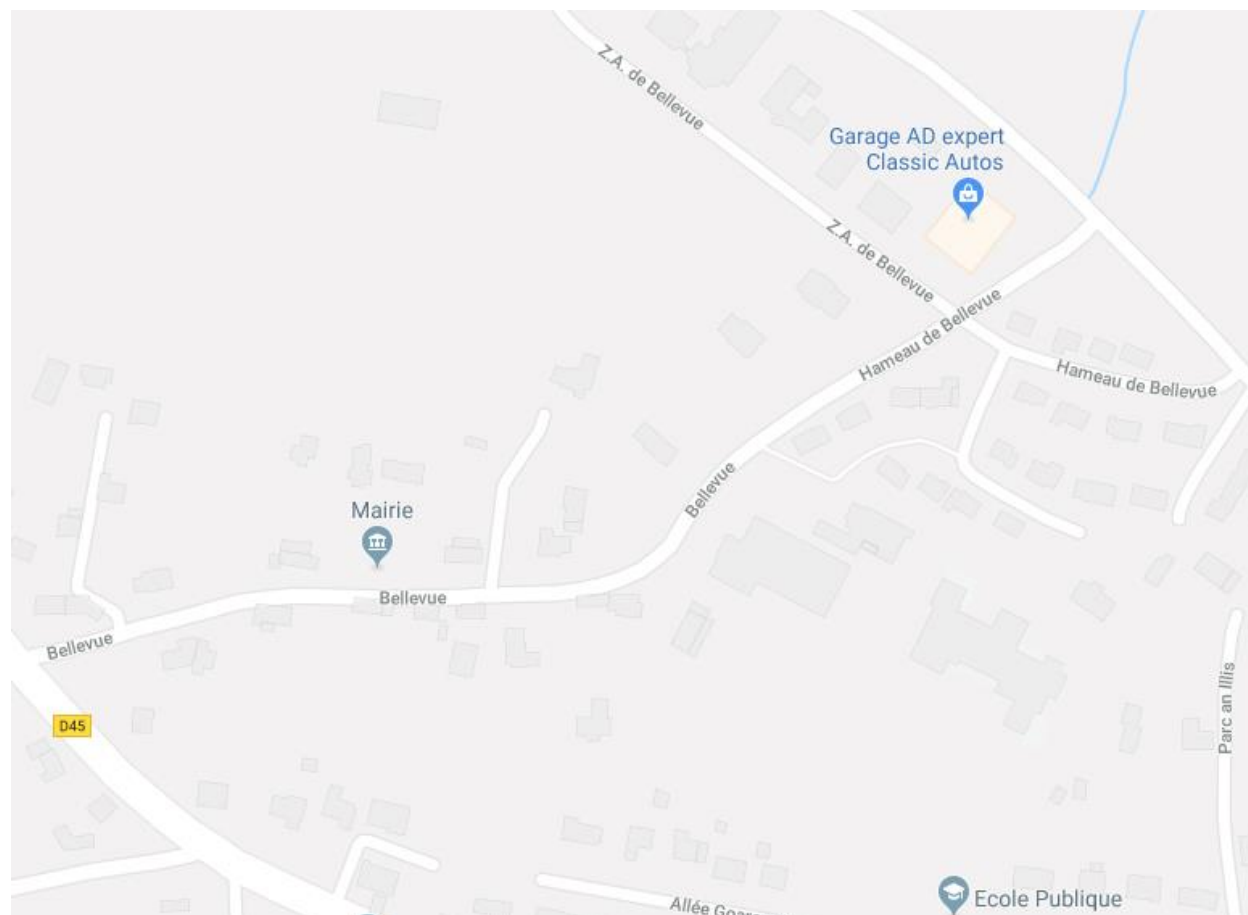 Z.A. de Bellevue
Garage AD expert
Classic Autos
Z.A. de Bellevue
Hameau de Bellevue
Hameau de Bellevue
Bellevue
Mairie
Bellevue
Bellevue
D45
Parc an Illis
Ecole Publique
Allée